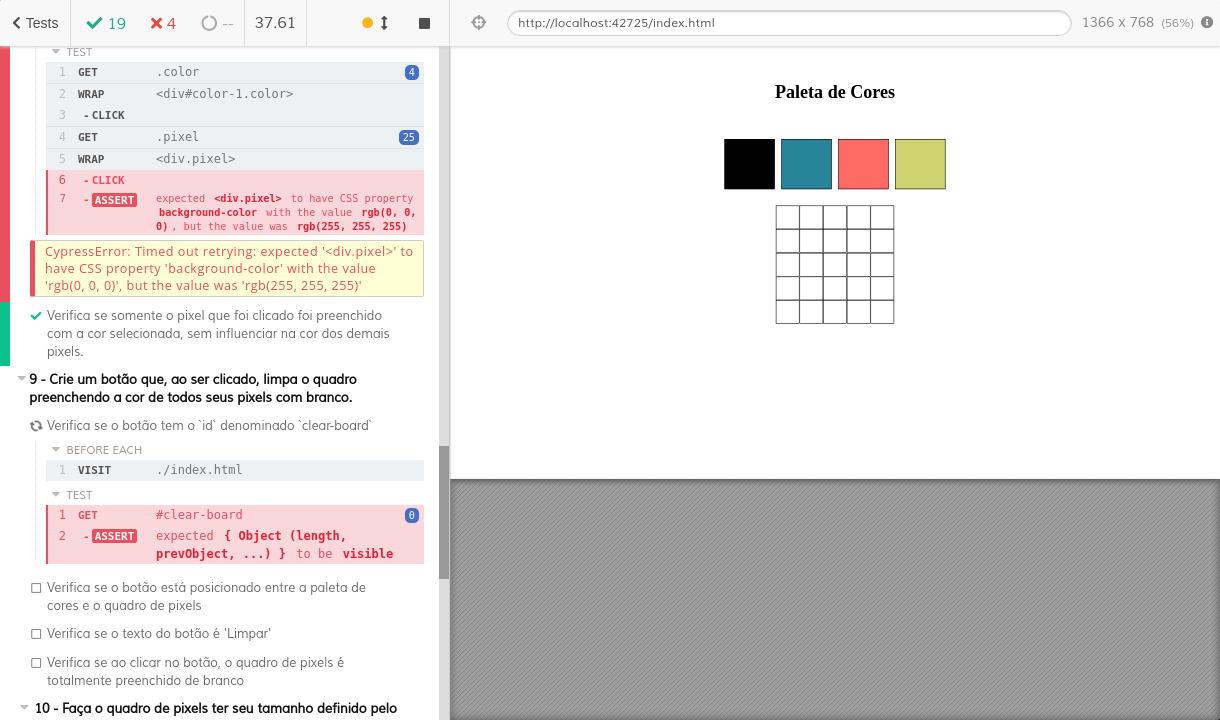 Tests 19 4 -- 37.61
http://localhost:42725/index.html 1366 x 768 (56%)
TEST
1 GET .color 4
2 WRAP <div#color-1.color>
3 - CLICK
4 GET .pixel 25
5 WRAP <div.pixel>
6 - CLICK
7 - ASSERT expected <div.pixel> to have CSS property
background-color with the value rgb(0, 0,
0) , but the value was rgb(255, 255, 255)
CypressError: Timed out retrying: expected '<div.pixel>' to
have CSS property 'background-color' with the value
'rgb(0, 0, 0)', but the value was 'rgb(255, 255, 255)'
Verifica se somente o pixel que foi clicado foi preenchido
com a cor selecionada, sem influenciar na cor dos demais
pixels.
9 - Crie um botão que, ao ser clicado, limpa o quadro
preenchendo a cor de todos seus pixels com branco.
Verifica se o botão tem o `id` denominado `clear-board`
BEFORE EACH
1 VISIT ./index.html
TEST
1 GET #clear-board 0
2 - ASSERT expected { Object (length,
prevObject, ...) } to be visible
Verifica se o botão está posicionado entre a paleta de
cores e o quadro de pixels
Verifica se o texto do botão é 'Limpar'
Verifica se ao clicar no botão, o quadro de pixels é
totalmente preenchido de branco
10 - Faça o quadro de pixels ter seu tamanho definido pelo
Paleta de Cores